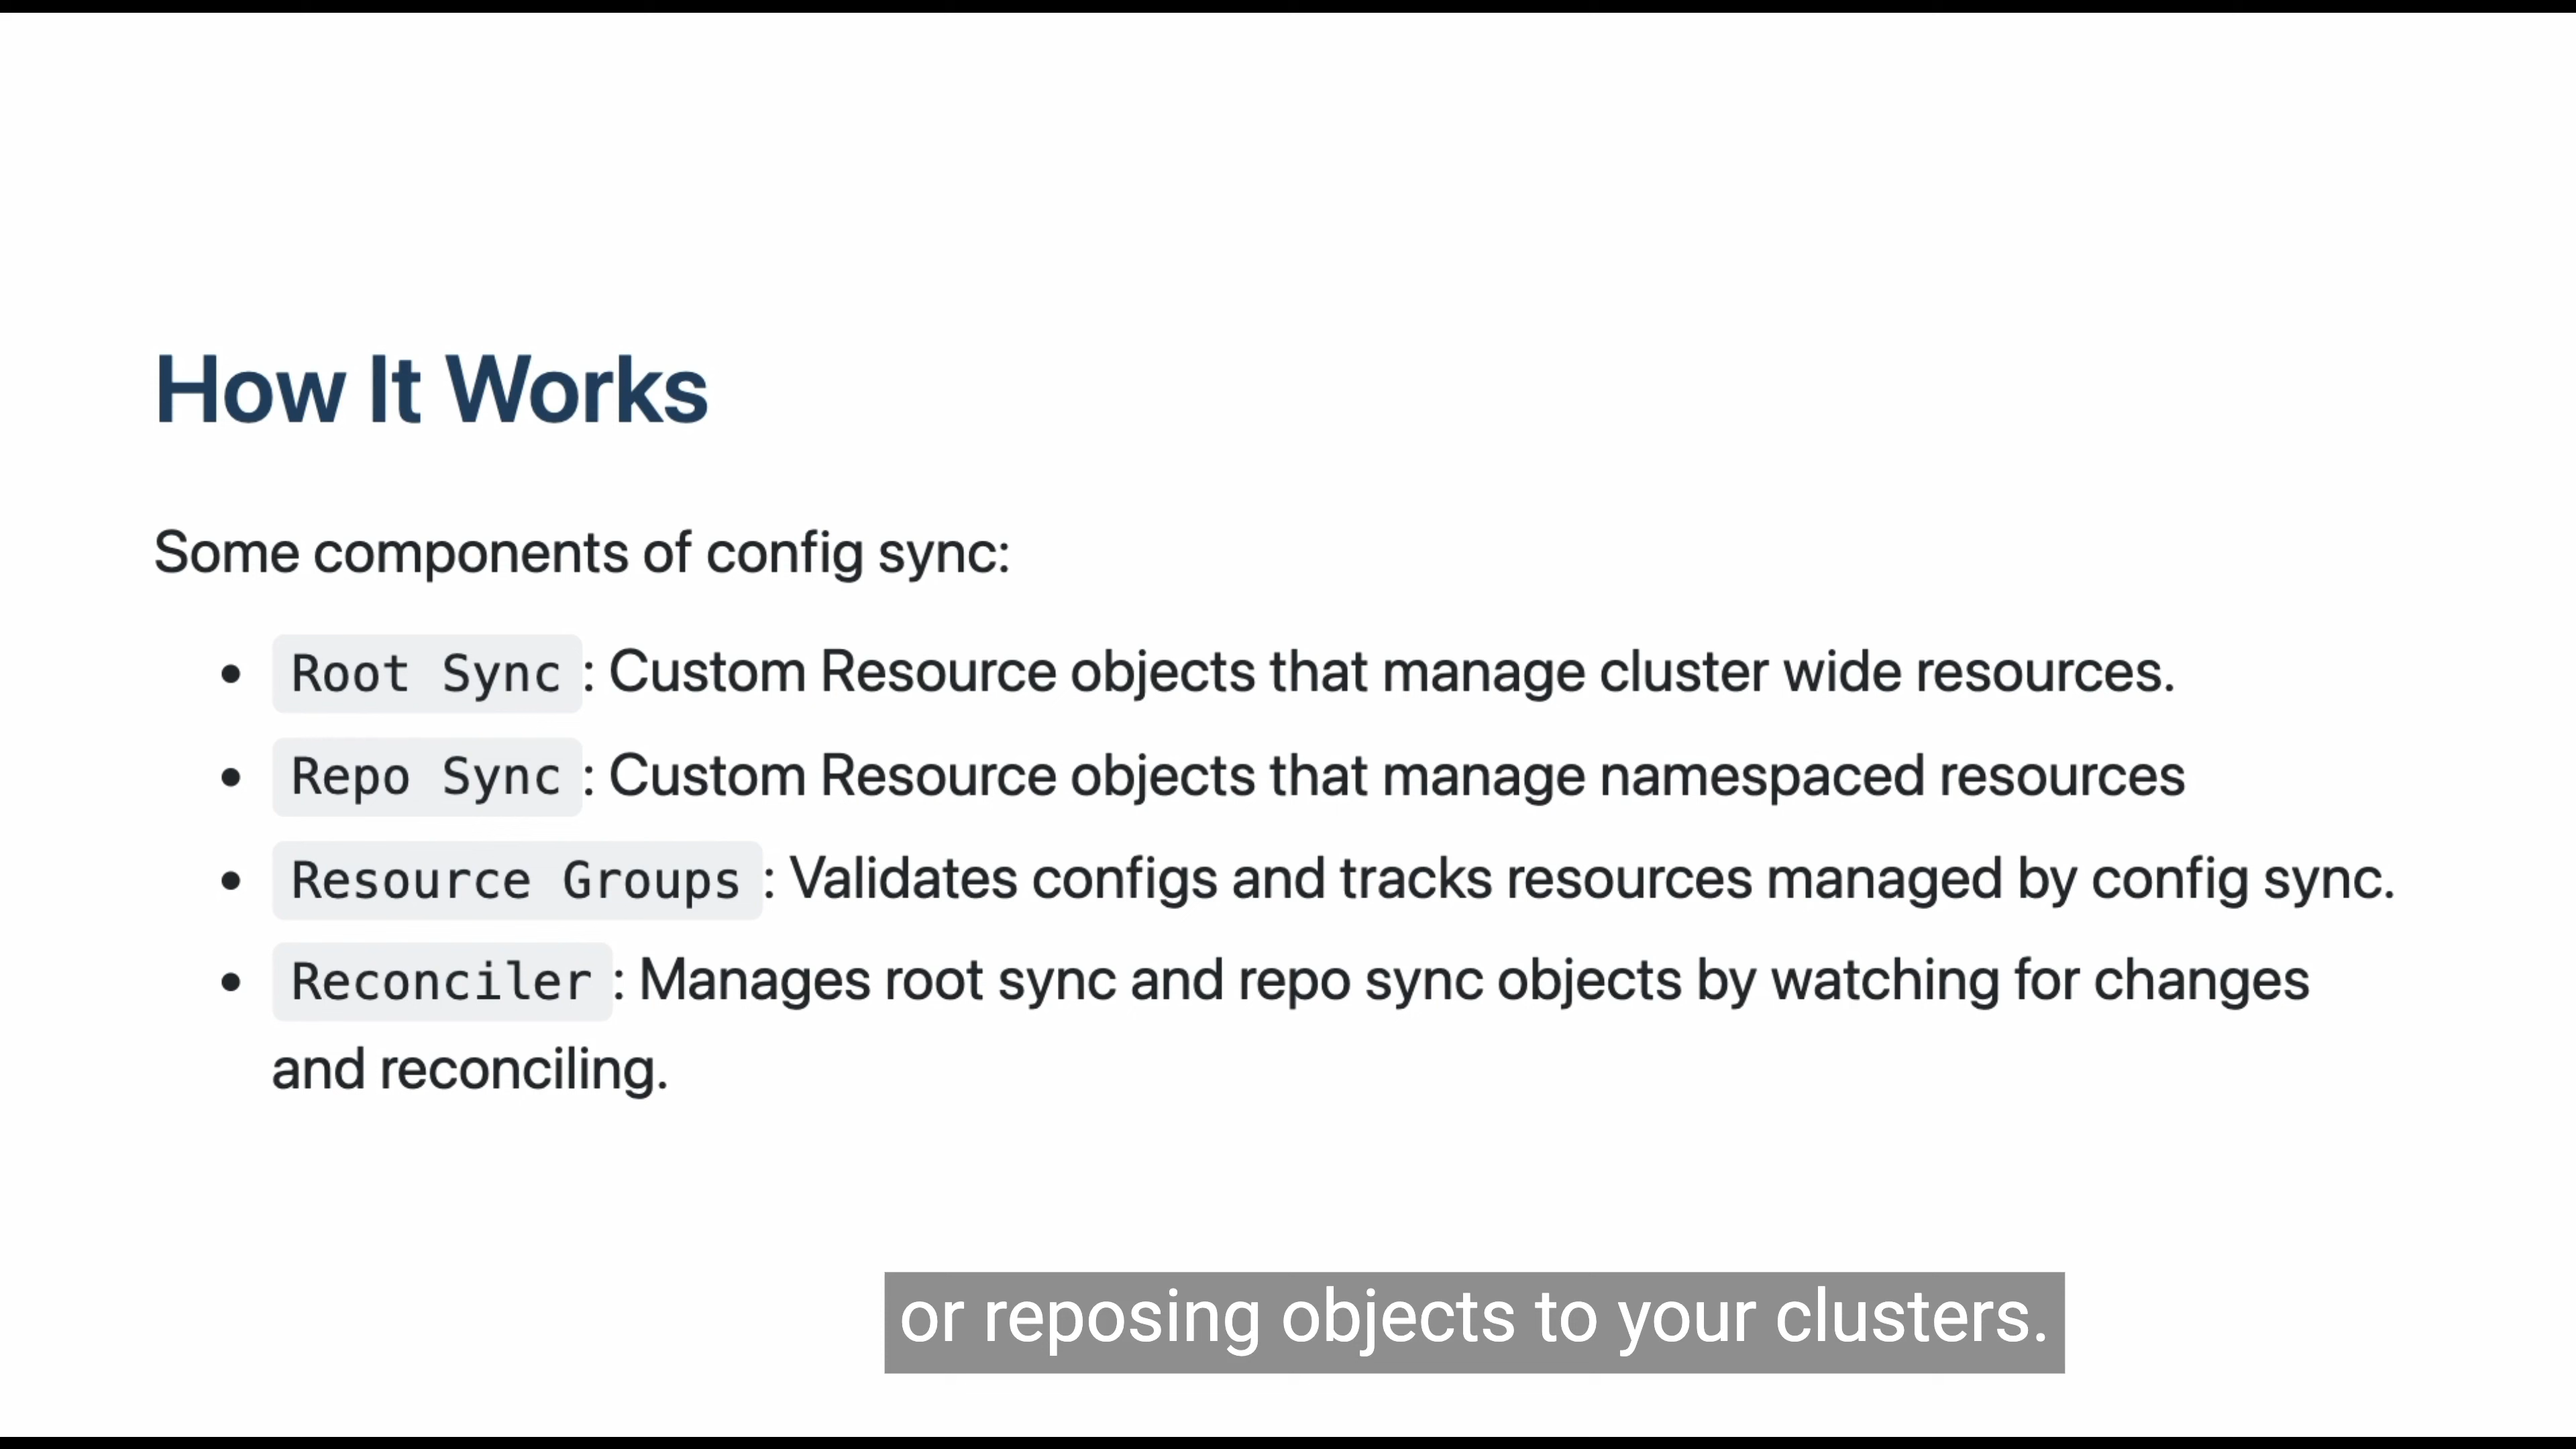 How It Works
Some components of config sync:
• Root Sync : Custom Resource objects that manage cluster wide resources.
• Repo Sync : Custom Resource objects that manage namespaced resources
• Resource Groups : Validates configs and tracks resources managed by config sync.
• Reconciler : Manages root sync and repo sync objects by watching for changes
and reconciling.
or reposing objects to your clusters.